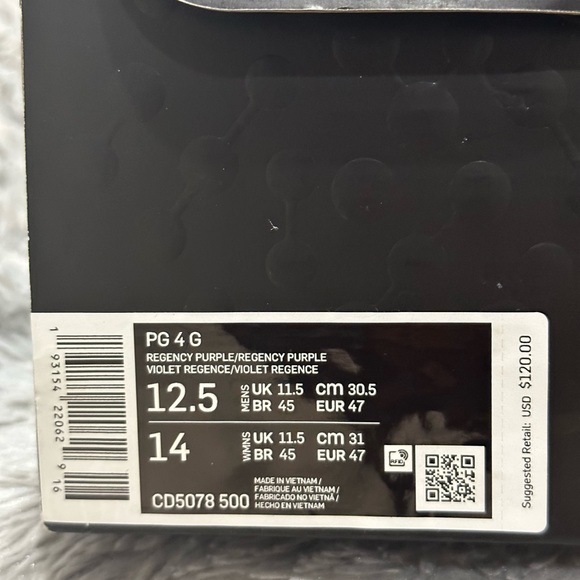 PG 4 G
REGENCY PURPLE/REGENCY PURPLE
VIOLET REGENCE/VIOLET REGENCE
12.5 MENS UK 11.5 CM 30.5
BR 45 EUR 47
14 WMNS UK 11.5 CM 31
BR 45 EUR 47
CD5078 500
MADE IN VIETNAM /
FABRIQUE AU VIETNAM /
FABRICADO NO VIETNÃ /
HECHO EN VIETNAM
RFID
1 93154 22062 9 16
Suggested Retail: USD $120.00